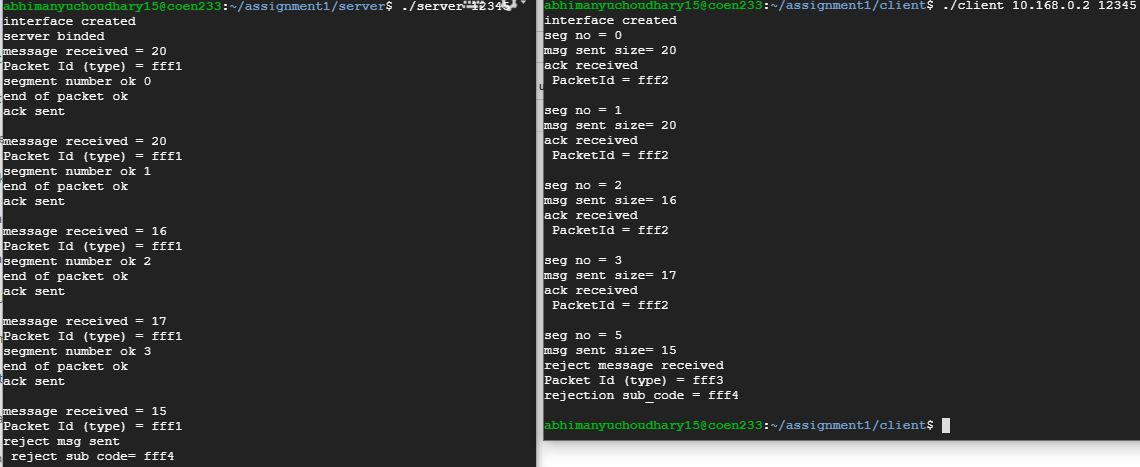 abhimanyuchoudhary15@coen233:~/assignment1/server$ ./server 12345
interface created
server binded
message received = 20
Packet Id (type) = fff1
segment number ok 0
end of packet ok
ack sent

message received = 20
Packet Id (type) = fff1
segment number ok 1
end of packet ok
ack sent

message received = 16
Packet Id (type) = fff1
segment number ok 2
end of packet ok
ack sent

message received = 17
Packet Id (type) = fff1
segment number ok 3
end of packet ok
ack sent

message received = 15
Packet Id (type) = fff1
reject msg sent
 reject sub code= fff4

abhimanyuchoudhary15@coen233:~/assignment1/client$ ./client 10.168.0.2 12345
interface created
seg no = 0
msg sent size= 20
ack received
 PacketId = fff2

seg no = 1
msg sent size= 20
ack received
 PacketId = fff2

seg no = 2
msg sent size= 16
ack received
 PacketId = fff2

seg no = 3
msg sent size= 17
ack received
 PacketId = fff2

seg no = 5
msg sent size= 15
reject message received
Packet Id (type) = fff3
rejection sub_code = fff4

abhimanyuchoudhary15@coen233:~/assignment1/client$